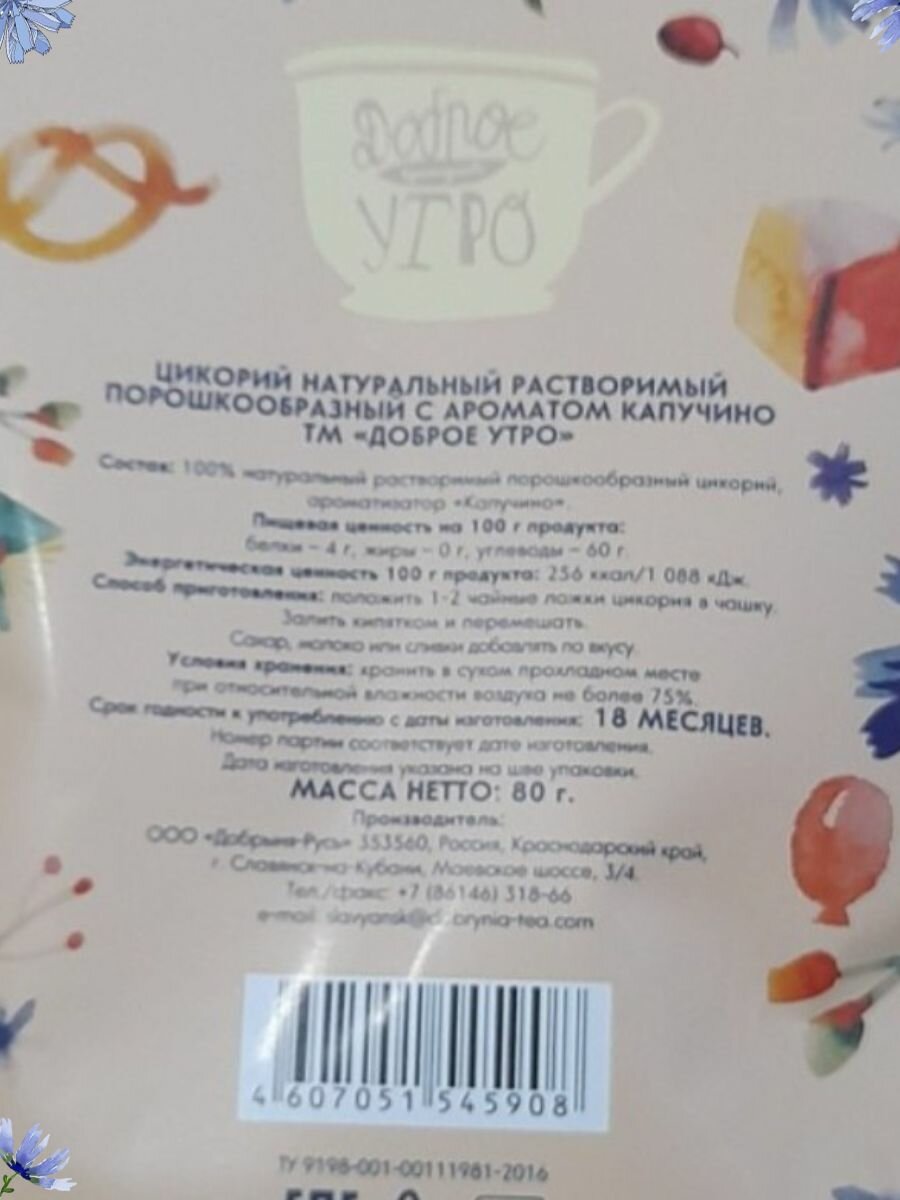 Доброе
УТРО
ЦИКОРИЙ НАТУРАЛЬНЫЙ РАСТВОРИМЫЙ
ПОРОШКООБРАЗНЫЙ С АРОМАТОМ КАПУЧИНО
ТМ «ДОБРОЕ УТРО»
Состав: 100% натуральный растворимый порошкообразный цикорий,
ароматизатор «Капучино».
Пищевая ценность на 100 г продукта:
белки – 4 г, жиры – 0 г, углеводы – 60 г.
Энергетическая ценность 100 г продукта: 256 ккал/1 088 кДж.
Способ приготовления: положить 1-2 чайные ложки цикория в чашку.
Залить кипятком и перемешать.
Сахар, молоко или сливки добавлять по вкусу.
Условия хранения: хранить в сухом прохладном месте
при относительной влажности воздуха не более 75%.
Срок годности к употреблению с даты изготовления: 18 МЕСЯЦЕВ.
Номер партии соответствует дате изготовления.
Дата изготовления указана на шве упаковки.
МАССА НЕТТО: 80 г.
Производитель:
ООО «Добрыня-Русь» 353560, Россия, Краснодарский край,
г. Славянск-на-Кубани, Маевское шоссе, 3/4.
Тел./факс: +7 (86146) 318-66
e-mail:
4 607051 545908
ТУ 9198-001-00111981-2016